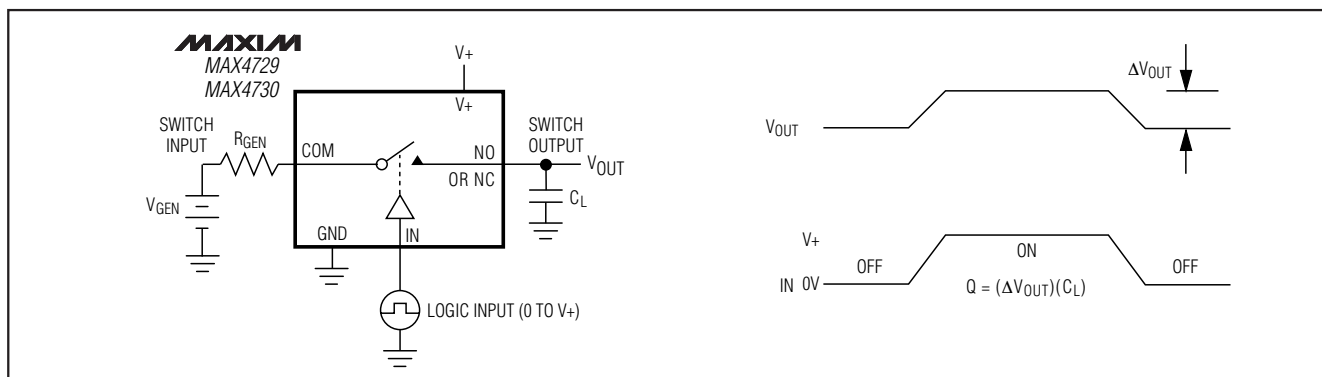 MAXIM
MAX4729
MAX4730
V+
V+
SWITCH
INPUT
RGEN
COM
SWITCH
OUTPUT
NO
OR NC
VOUT
CL
VGEN
GND
IN
LOGIC INPUT (0 TO V+)
ΔVOUT
VOUT
V+
IN 0V
OFF
ON
OFF
Q = (ΔVOUT)(CL)